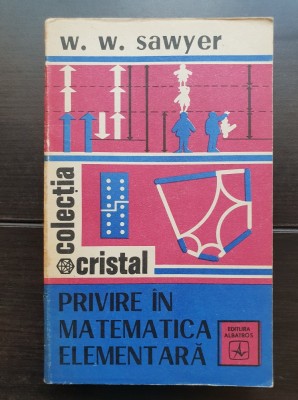 w. w. sawyer
colecția
cristal
PRIVIRE ÎN
MATEMATICA
ELEMENTARĂ
EDITURA
ALBATROS